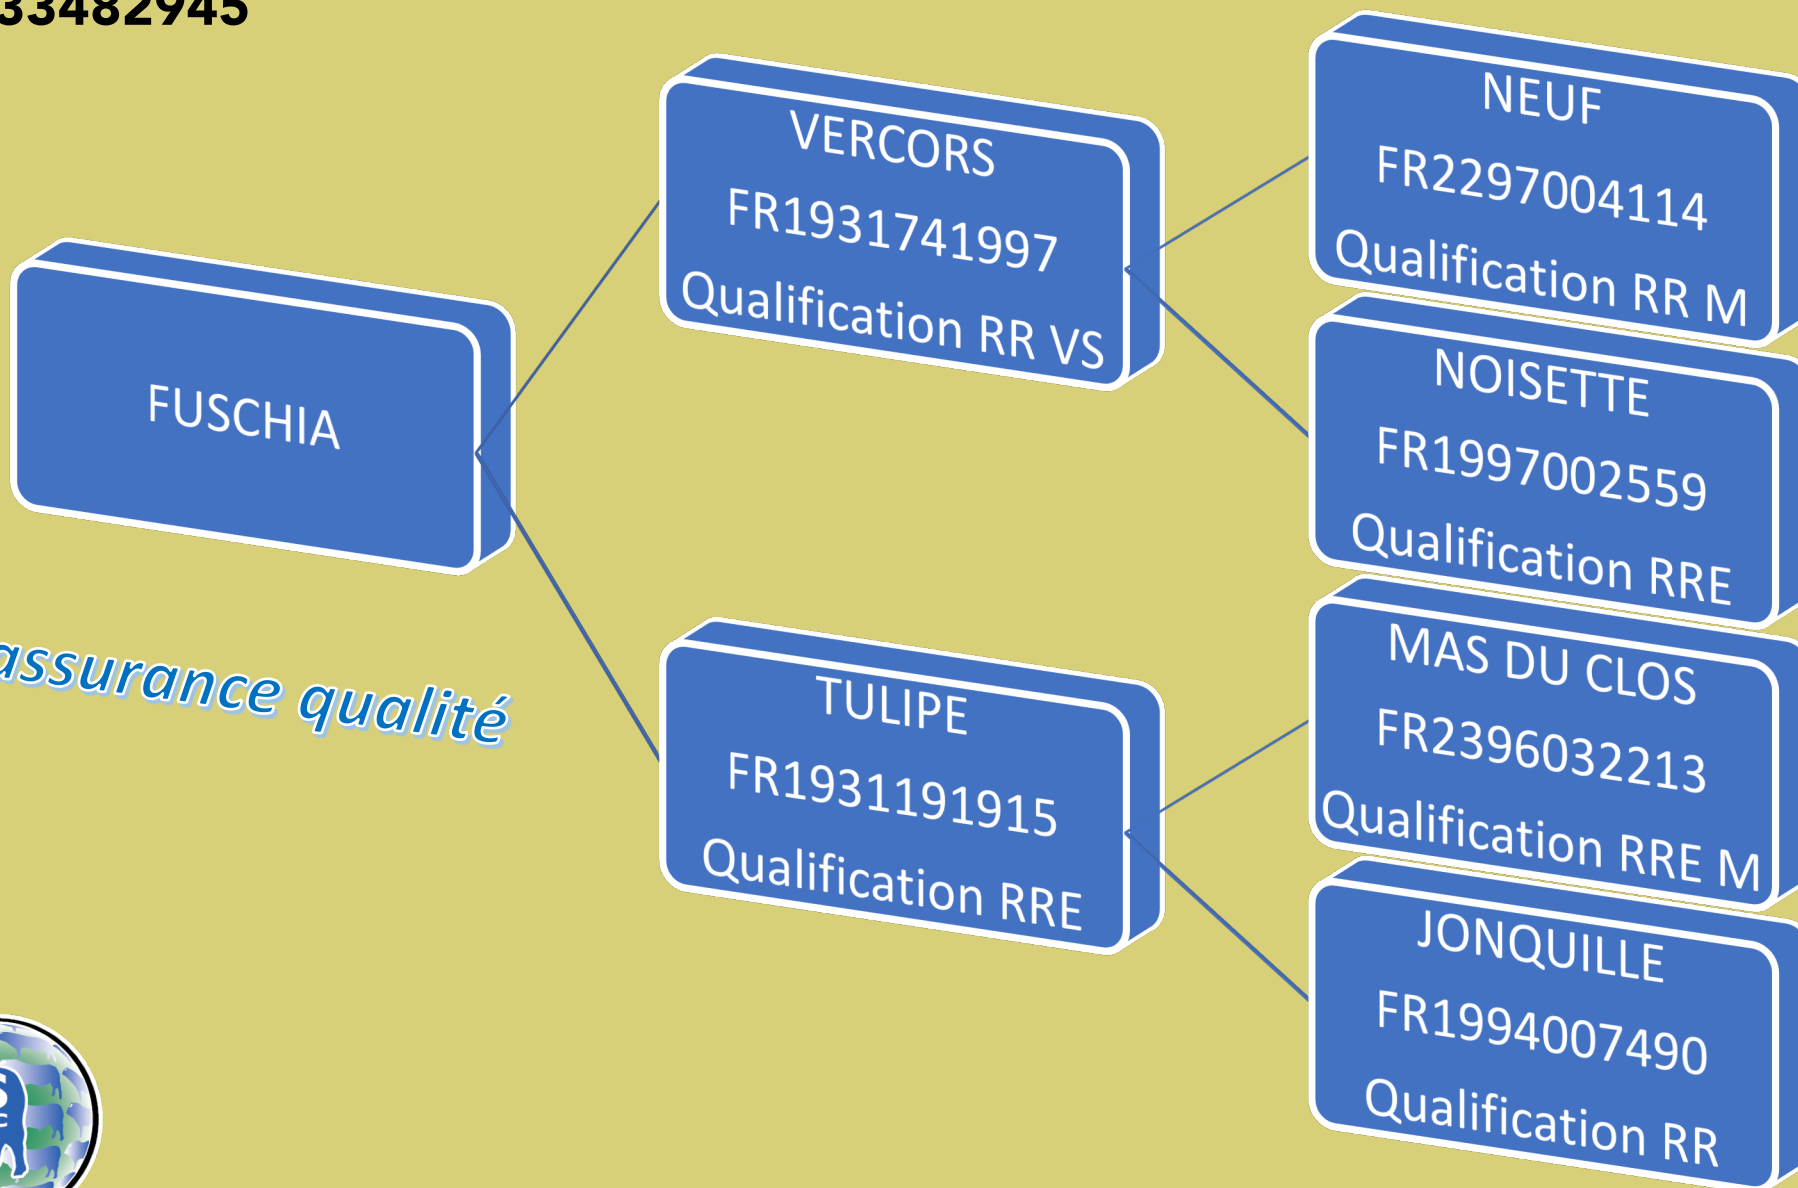 33482945
FUSCHIA
assurance qualité
VERCORS
FR1931741997
Qualification RR VS
TULIPE
FR1931191915
Qualification RRE
NEUF
FR2297004114
Qualification RR M
NOISETTE
FR1997002559
Qualification RRE
MAS DU CLOS
FR2396032213
Qualification RRE M
JONQUILLE
FR1994007490
Qualification RR